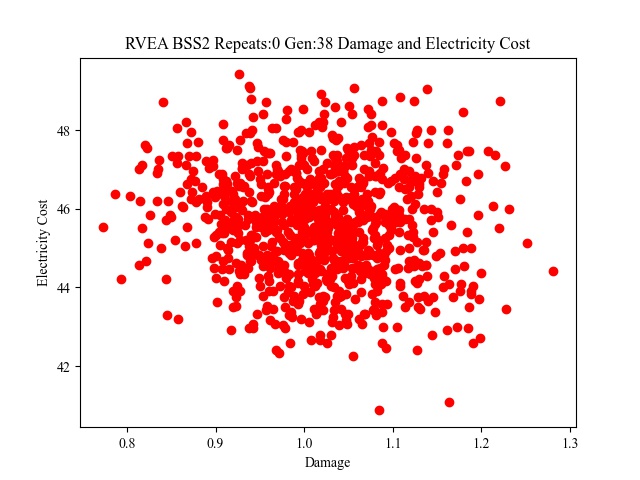 RVEA BSS2 Repeats:0 Gen:38 Damage and Electricity Cost
Electricity Cost
48
46
44
42
0.8 0.9 1.0 1.1 1.2 1.3
Damage